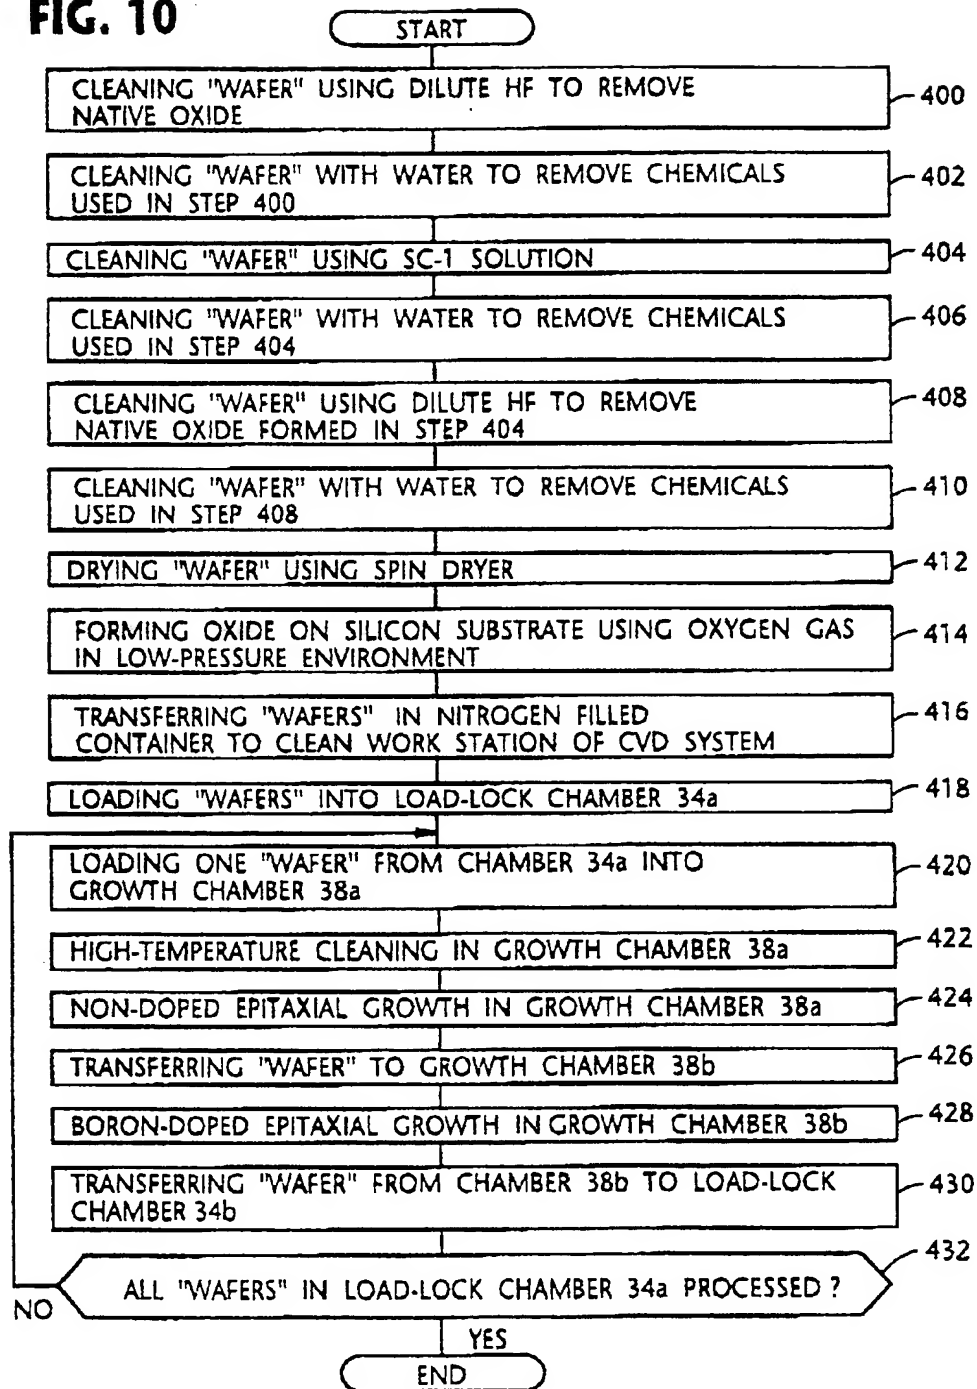 FIG. 10
START
CLEANING "WAFER" USING DILUTE HF TO REMOVE
NATIVE OXIDE
400
CLEANING "WAFER" WITH WATER TO REMOVE CHEMICALS
USED IN STEP 400
402
CLEANING "WAFER" USING SC-1 SOLUTION
404
CLEANING "WAFER" WITH WATER TO REMOVE CHEMICALS
USED IN STEP 404
406
CLEANING "WAFER" USING DILUTE HF TO REMOVE
NATIVE OXIDE FORMED IN STEP 404
408
CLEANING "WAFER" WITH WATER TO REMOVE CHEMICALS
USED IN STEP 408
410
DRYING "WAFER" USING SPIN DRYER
412
FORMING OXIDE ON SILICON SUBSTRATE USING OXYGEN GAS
IN LOW-PRESSURE ENVIRONMENT
414
TRANSFERRING "WAFERS" IN NITROGEN FILLED
CONTAINER TO CLEAN WORK STATION OF CVD SYSTEM
416
LOADING "WAFERS" INTO LOAD-LOCK CHAMBER 34a
418
LOADING ONE "WAFER" FROM CHAMBER 34a INTO
GROWTH CHAMBER 38a
420
HIGH-TEMPERATURE CLEANING IN GROWTH CHAMBER 38a
422
NON-DOPED EPITAXIAL GROWTH IN GROWTH CHAMBER 38a
424
TRANSFERRING "WAFER" TO GROWTH CHAMBER 38b
426
BORON-DOPED EPITAXIAL GROWTH IN GROWTH CHAMBER 38b
428
TRANSFERRING "WAFER" FROM CHAMBER 38b TO LOAD-LOCK
CHAMBER 34b
430
ALL "WAFERS" IN LOAD-LOCK CHAMBER 34a PROCESSED ?
432
NO
YES
END